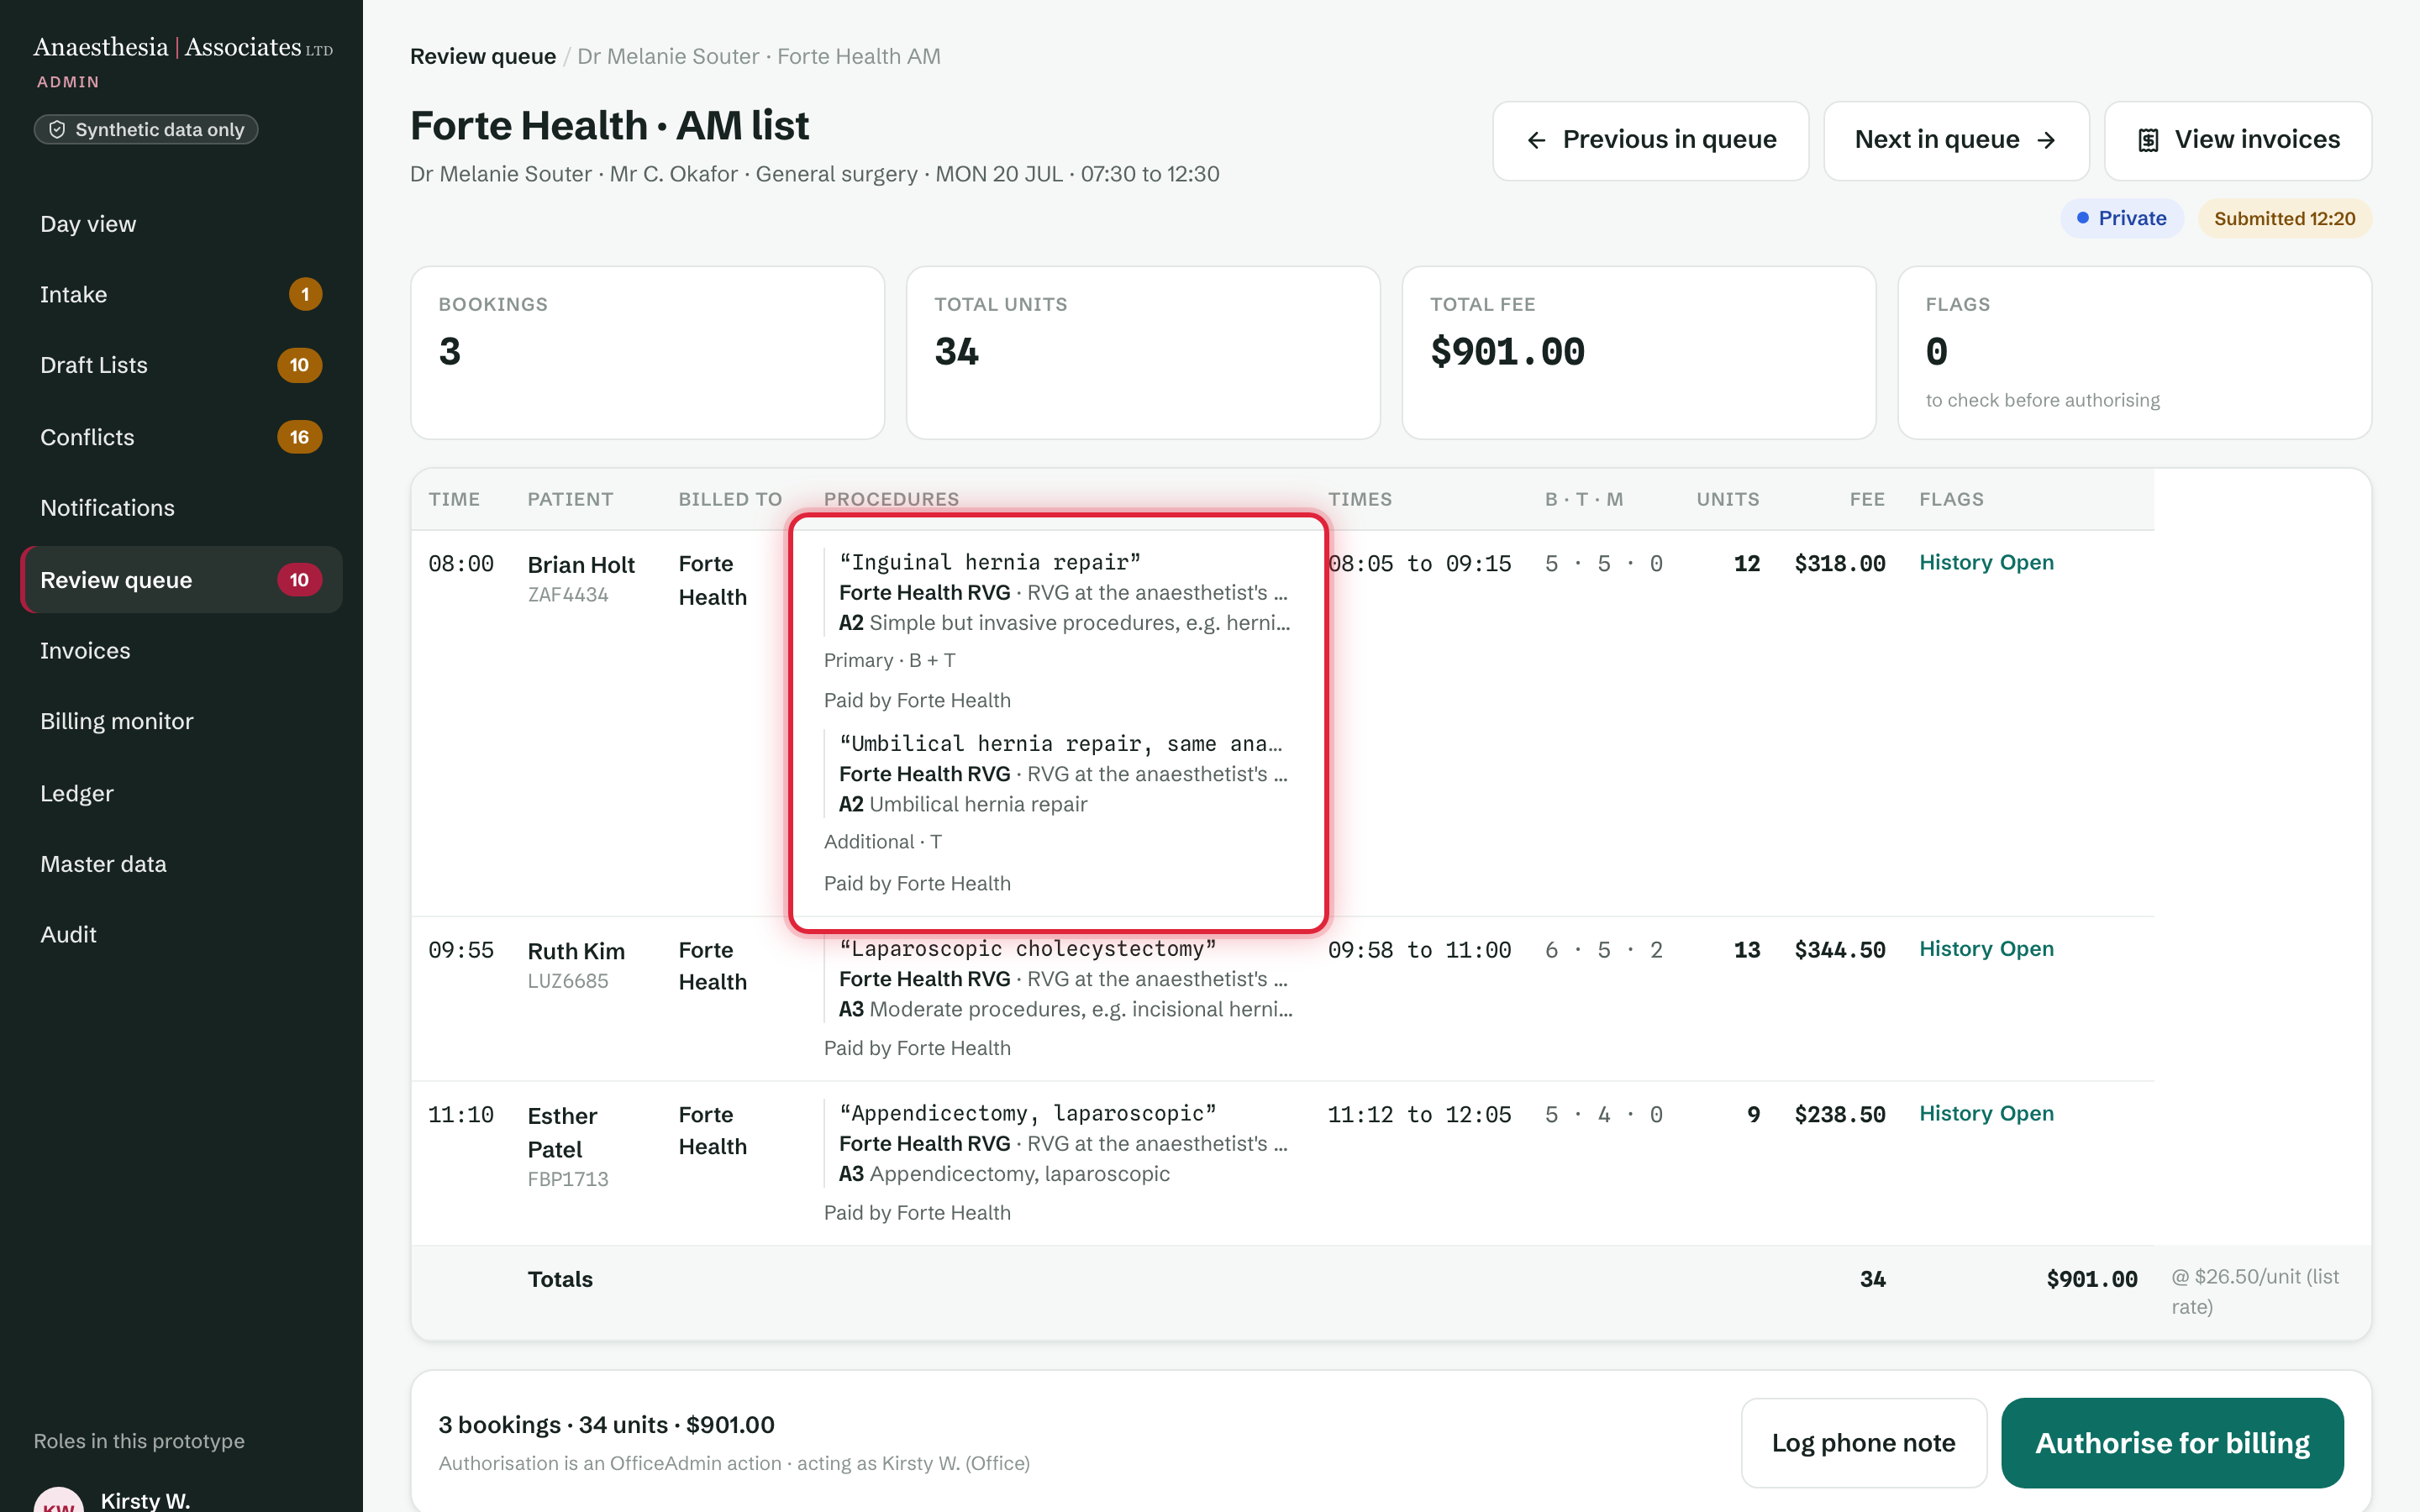 Anaesthesia | Associates LTD
ADMIN
Synthetic data only
Day view
Intake 1
Draft Lists 10
Conflicts 16
Notifications
Review queue 10
Invoices
Billing monitor
Ledger
Master data
Audit
Roles in this prototype
KW Kirsty W.
Review queue / Dr Melanie Souter · Forte Health AM
Forte Health · AM list
Dr Melanie Souter · Mr C. Okafor · General surgery · MON 20 JUL · 07:30 to 12:30
← Previous in queue
Next in queue →
View invoices
Private
Submitted 12:20
BOOKINGS
3
TOTAL UNITS
34
TOTAL FEE
$901.00
FLAGS
0
to check before authorising
TIME PATIENT BILLED TO PROCEDURES TIMES B · T · M UNITS FEE FLAGS
08:00 Brian Holt Forte Health 08:05 to 09:15 5 · 5 · 0 12 $318.00 History Open
ZAF4434
“Inguinal hernia repair”
Forte Health RVG · RVG at the anaesthetist's ...
A2 Simple but invasive procedures, e.g. herni...
Primary · B + T
Paid by Forte Health
“Umbilical hernia repair, same ana...
Forte Health RVG · RVG at the anaesthetist's ...
A2 Umbilical hernia repair
Additional · T
Paid by Forte Health
09:55 Ruth Kim Forte Health 09:58 to 11:00 6 · 5 · 2 13 $344.50 History Open
LUZ6685
“Laparoscopic cholecystectomy”
Forte Health RVG · RVG at the anaesthetist's ...
A3 Moderate procedures, e.g. incisional herni...
Paid by Forte Health
11:10 Esther Patel Forte Health 11:12 to 12:05 5 · 4 · 0 9 $238.50 History Open
FBP1713
“Appendicectomy, laparoscopic”
Forte Health RVG · RVG at the anaesthetist's ...
A3 Appendicectomy, laparoscopic
Paid by Forte Health
Totals 34 $901.00 @ $26.50/unit (list
rate)
3 bookings · 34 units · $901.00
Authorisation is an OfficeAdmin action · acting as Kirsty W. (Office)
Log phone note
Authorise for billing